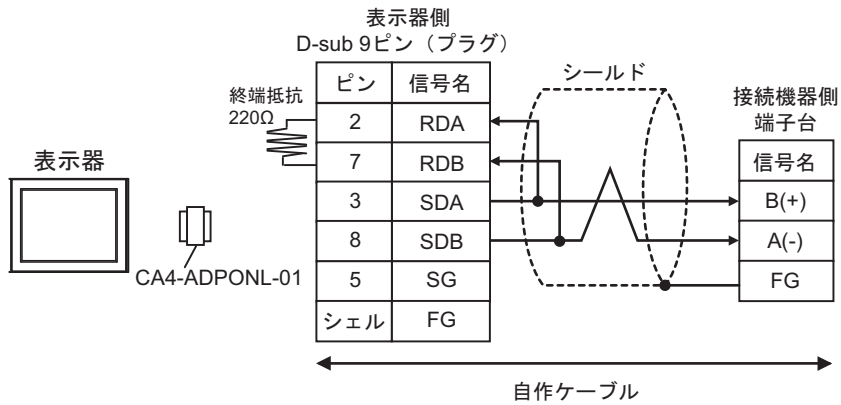 表示器側
D-sub 9ピン（プラグ）
ピン 信号名
2 RDA
7 RDB
3 SDA
8 SDB
5 SG
シェル FG
終端抵抗
220Ω
表示器
CA4-ADPONL-01
シールド
接続機器側
端子台
信号名
B(+)
A(-)
FG
自作ケーブル